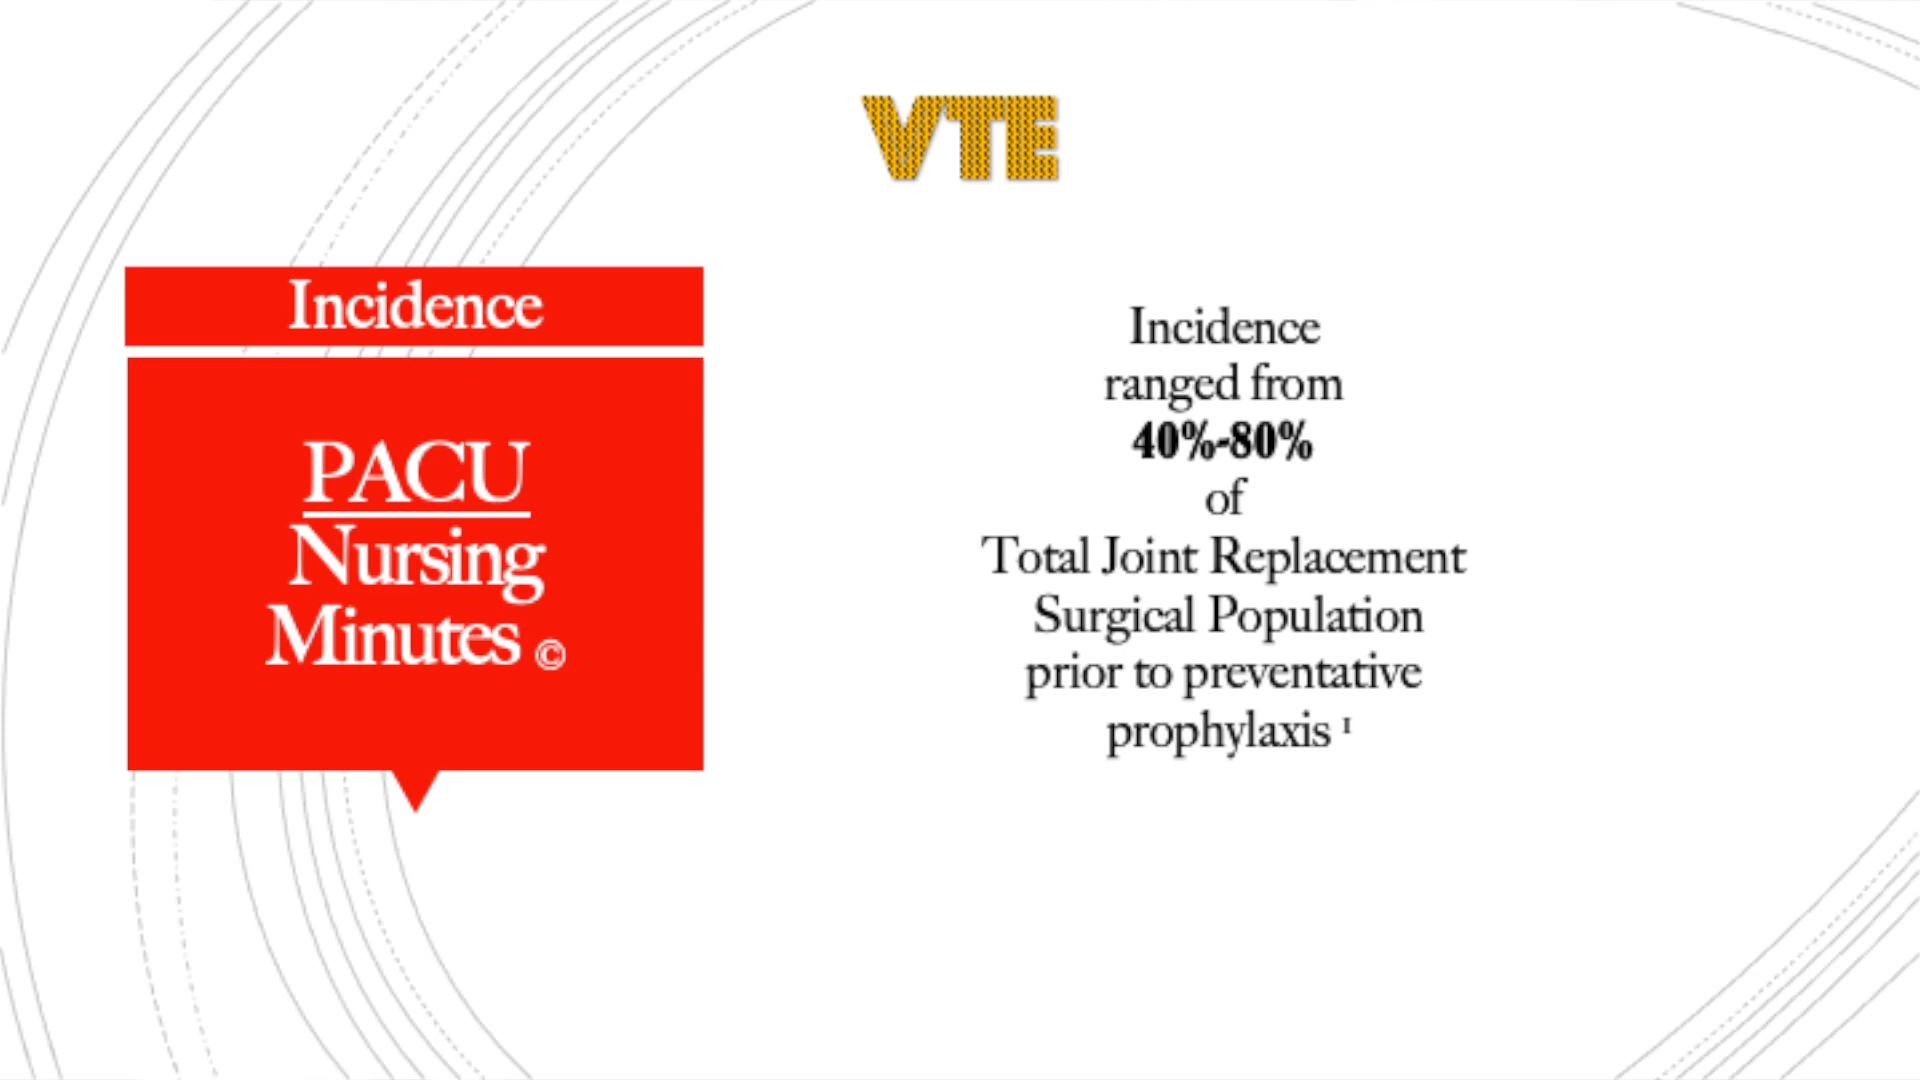 VTE
Incidence
PACU
Nursing
Minutes ©
Incidence
ranged from
40%-80%
of
Total Joint Replacement
Surgical Population
prior to preventative
prophylaxis ¹